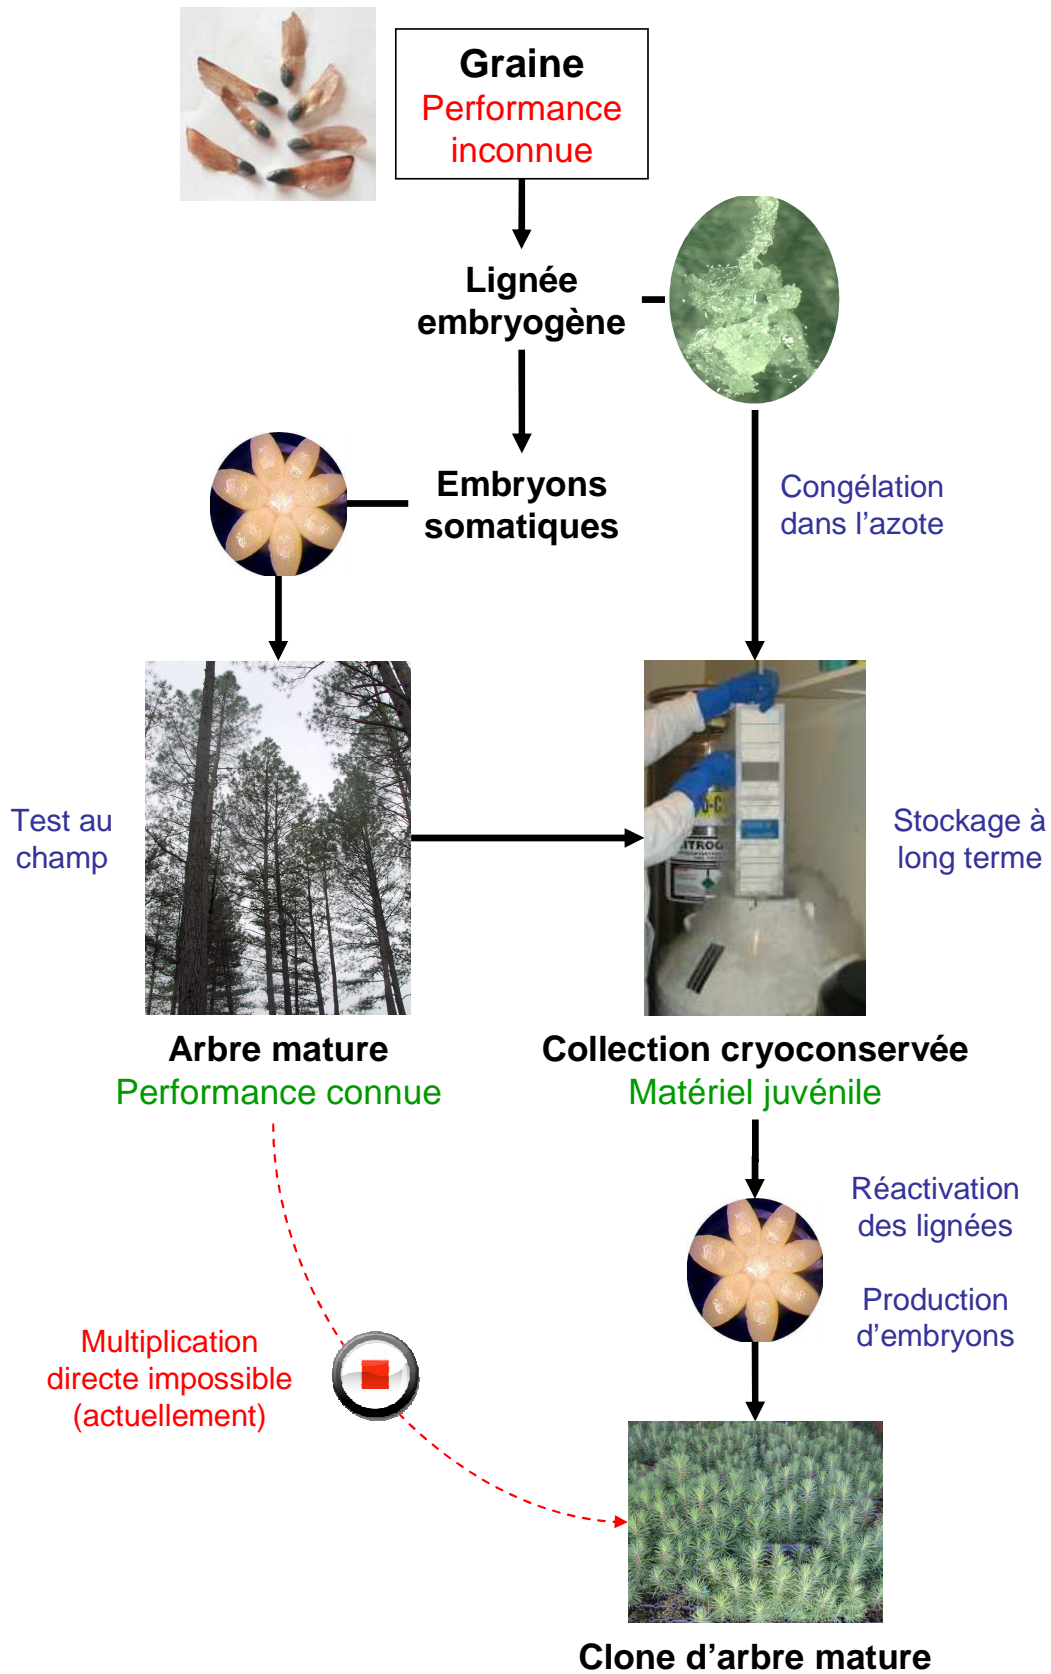 Graine
Performance
inconnue
Lignée
embryogène
Embryons
somatiques
Congélation
dans l’azote
Test au
champ
Stockage à
long terme
Arbre mature
Performance connue
Collection cryoconservée
Matériel juvénile
Réactivation
des lignées
Production
d’embryons
Multiplication
directe impossible
(actuellement)
Clone d’arbre mature